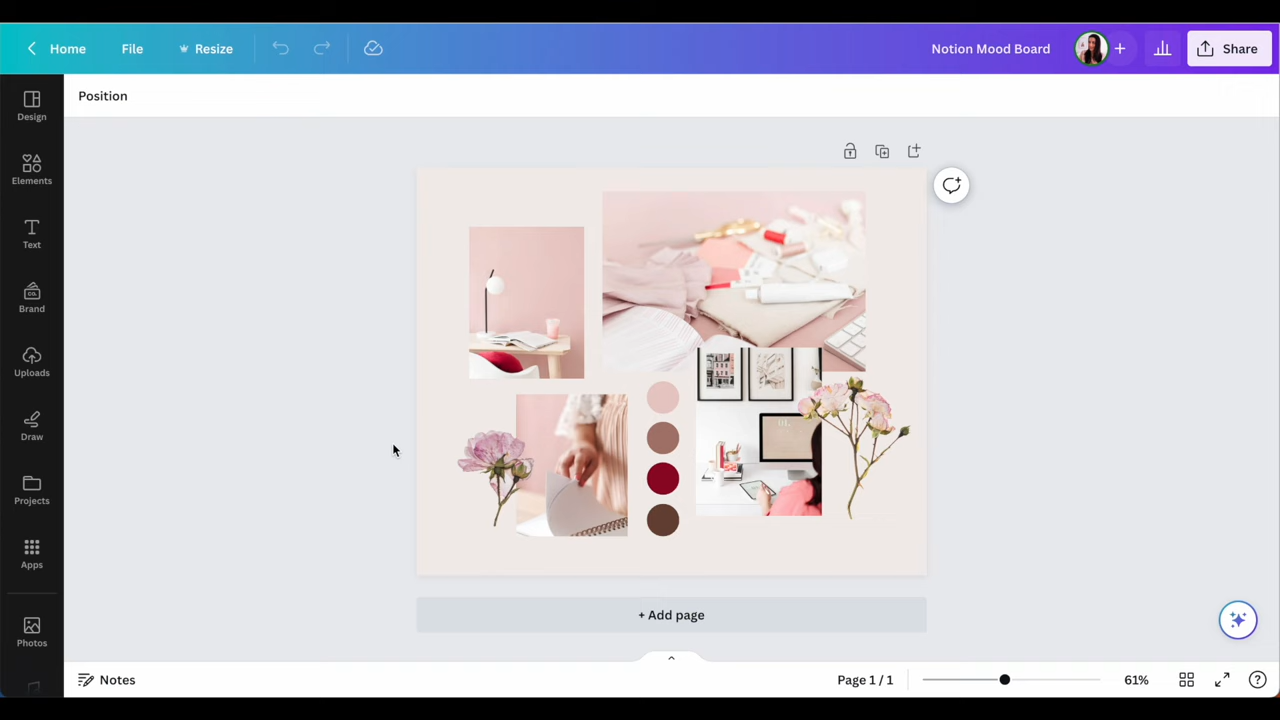 Home File Resize Notion Mood Board + Share
Position
Design
Elements
Text
Brand
Uploads
Draw
Projects
Apps
Photos
+ Add page
Notes Page 1 / 1 61%